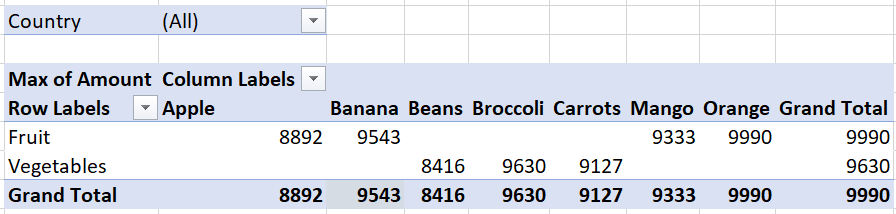 Country (All)
Max of Amount Column Labels
Row Labels Apple Banana Beans Broccoli Carrots Mango Orange Grand Total
Fruit 8892 9543 9333 9990 9990
Vegetables 8416 9630 9127 9630
Grand Total 8892 9543 8416 9630 9127 9333 9990 9990